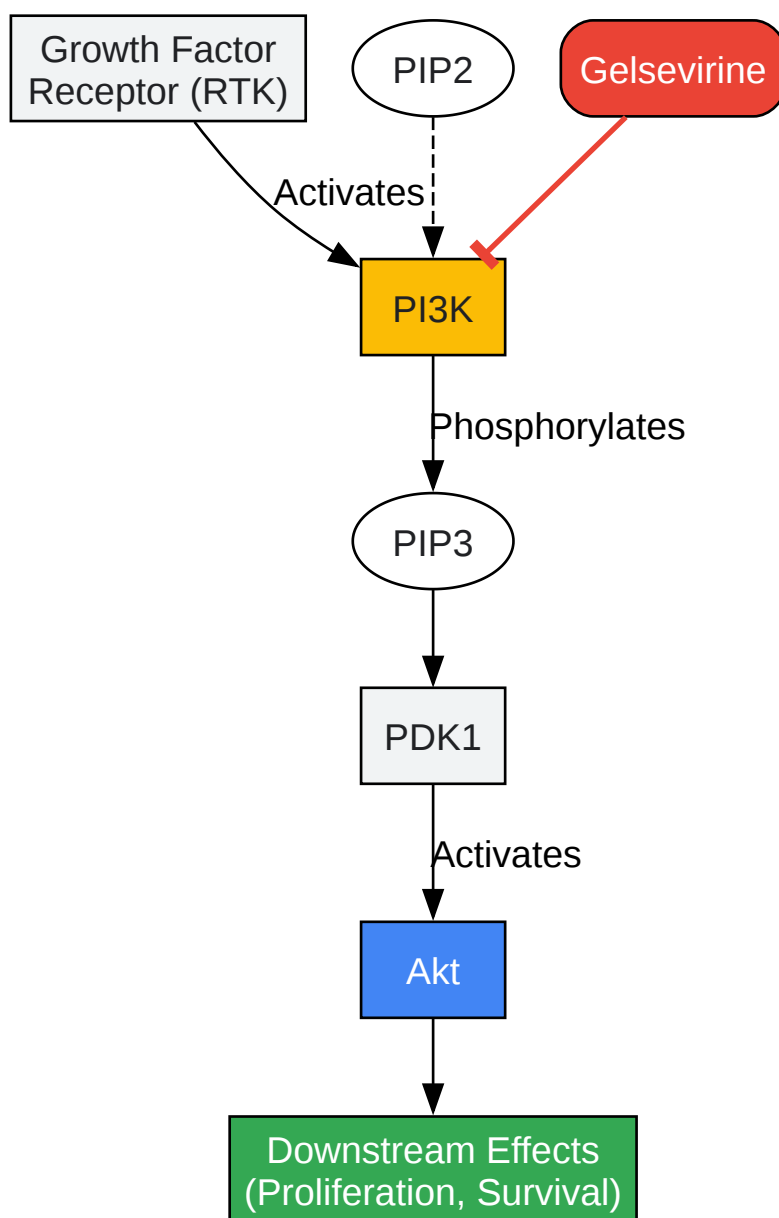 Growth Factor
Receptor (RTK)
PIP2
Gelsevirine
Activates
PI3K
Phosphorylates
PIP3
PDK1
Activates
Akt
Downstream Effects
(Proliferation, Survival)